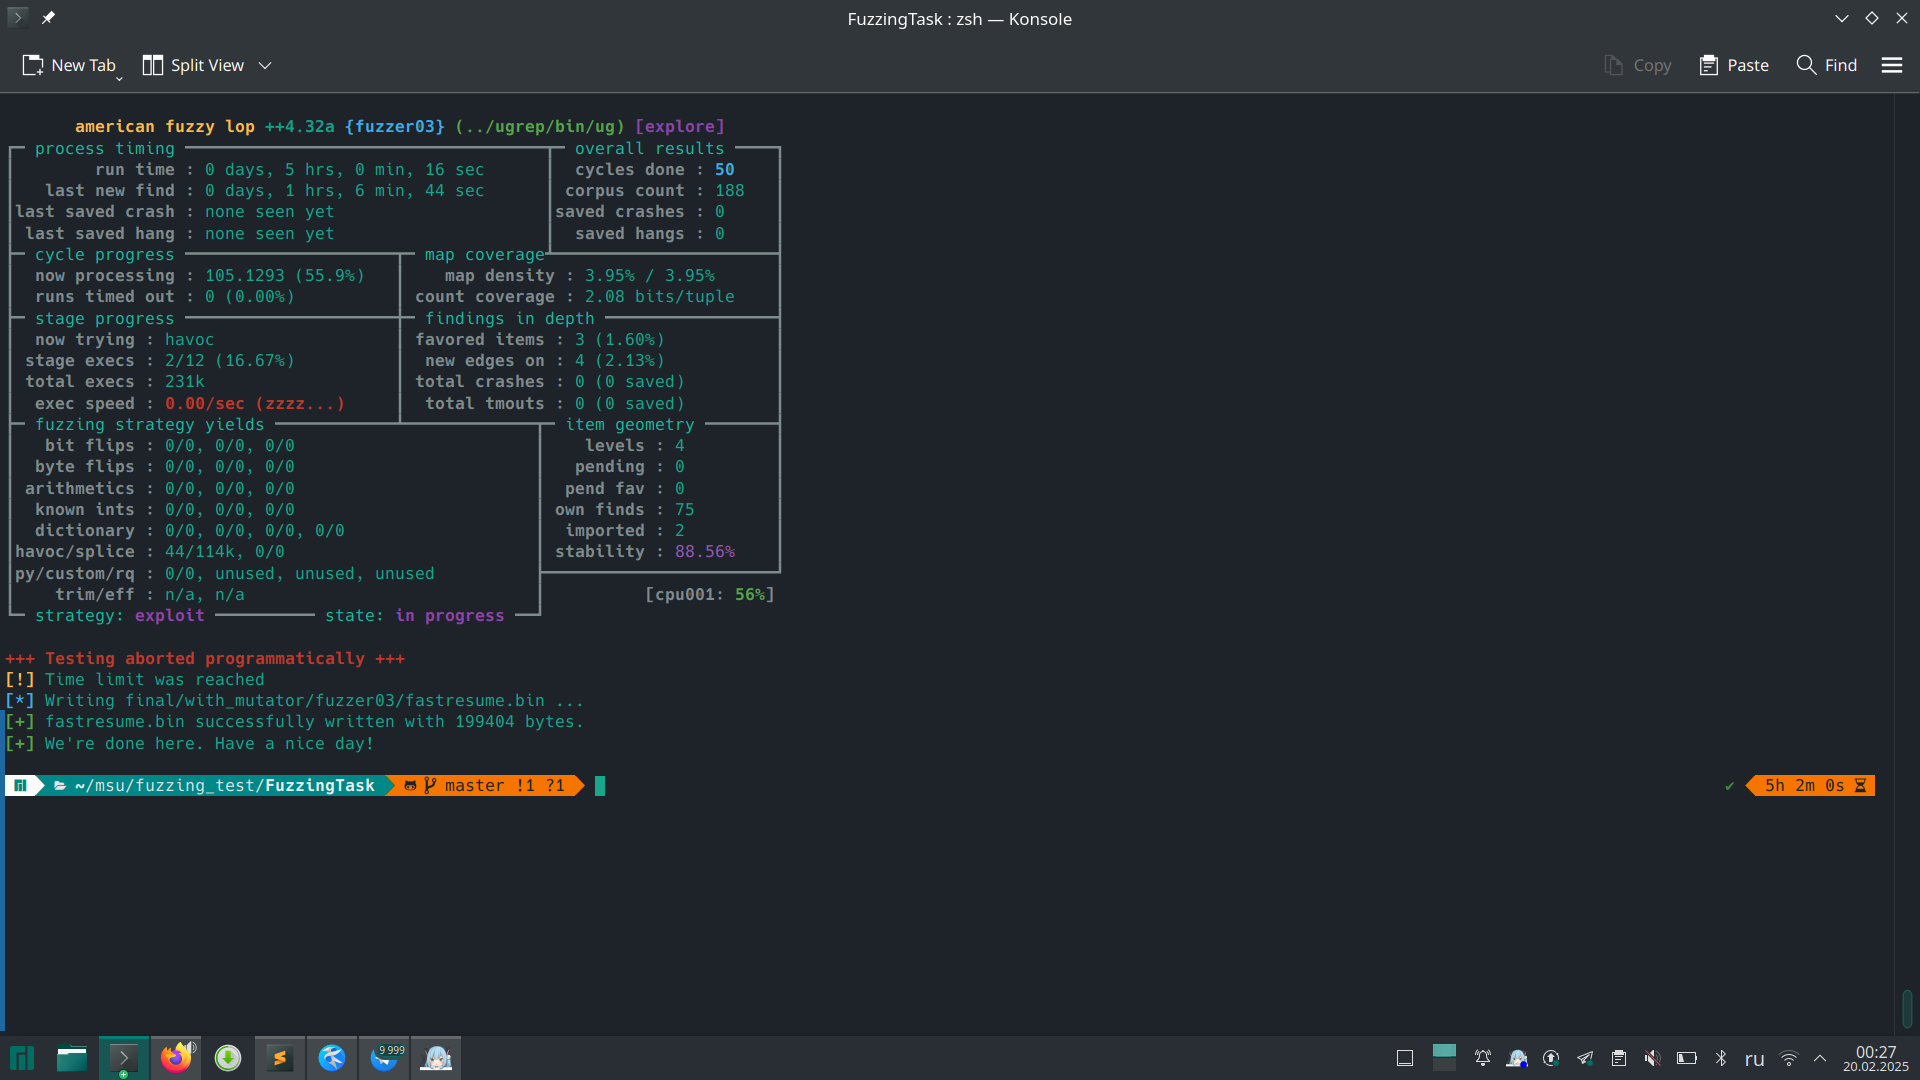 FuzzingTask : zsh — Konsole
New Tab
Split View
Copy
Paste
Find
american fuzzy lop ++4.32a {fuzzer03} (../ugrep/bin/ug) [explore]
process timing overall results
run time : 0 days, 5 hrs, 0 min, 16 sec cycles done : 50
last new find : 0 days, 1 hrs, 6 min, 44 sec corpus count : 188
last saved crash : none seen yet saved crashes : 0
last saved hang : none seen yet saved hangs : 0
cycle progress map coverage
now processing : 105.1293 (55.9%) map density : 3.95% / 3.95%
runs timed out : 0 (0.00%) count coverage : 2.08 bits/tuple
stage progress findings in depth
now trying : havoc favored items : 3 (1.60%)
stage execs : 2/12 (16.67%) new edges on : 4 (2.13%)
total execs : 231k total crashes : 0 (0 saved)
exec speed : 0.00/sec (zzzz...) total tmouts : 0 (0 saved)
fuzzing strategy yields item geometry
bit flips : 0/0, 0/0, 0/0 levels : 4
byte flips : 0/0, 0/0, 0/0 pending : 0
arithmetics : 0/0, 0/0, 0/0 pend fav : 0
known ints : 0/0, 0/0, 0/0 own finds : 75
dictionary : 0/0, 0/0, 0/0, 0/0 imported : 2
havoc/splice : 44/114k, 0/0 stability : 88.56%
py/custom/rq : 0/0, unused, unused, unused
trim/eff : n/a, n/a [cpu001: 56%]
strategy: exploit state: in progress
+++ Testing aborted programmatically +++
[!] Time limit was reached
[*] Writing final/with_mutator/fuzzer03/fastresume.bin ...
[+] fastresume.bin successfully written with 199404 bytes.
[+] We're done here. Have a nice day!
~/msu/fuzzing_test/FuzzingTask master !1 ?1 ✔ 5h 2m 0s
9 999
ru
00:27
20.02.2025